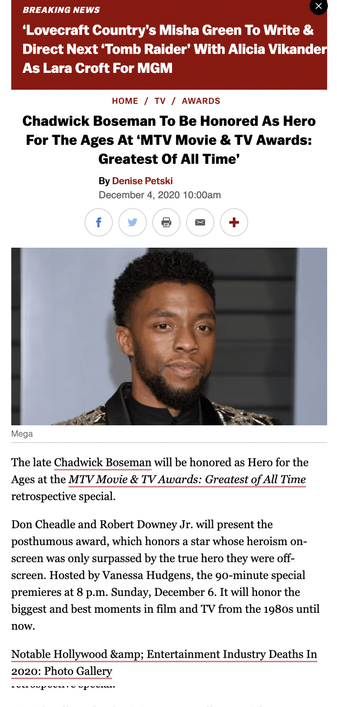 BREAKING NEWS
‘Lovecraft Country’s Misha Green To Write &
Direct Next ‘Tomb Raider’ With Alicia Vikander
As Lara Croft For MGM
HOME / TV / AWARDS
Chadwick Boseman To Be Honored As Hero
For The Ages At ‘MTV Movie & TV Awards:
Greatest Of All Time’
By Denise Petski
December 4, 2020 10:00am
Mega
The late Chadwick Boseman will be honored as Hero for the
Ages at the MTV Movie & TV Awards: Greatest of All Time
retrospective special.
Don Cheadle and Robert Downey Jr. will present the
posthumous award, which honors a star whose heroism on-
screen was only surpassed by the true hero they were off-
screen. Hosted by Vanessa Hudgens, the 90-minute special
premieres at 8 p.m. Sunday, December 6. It will honor the
biggest and best moments in film and TV from the 1980s until
now.
Notable Hollywood &amp; Entertainment Industry Deaths In
2020: Photo Gallery